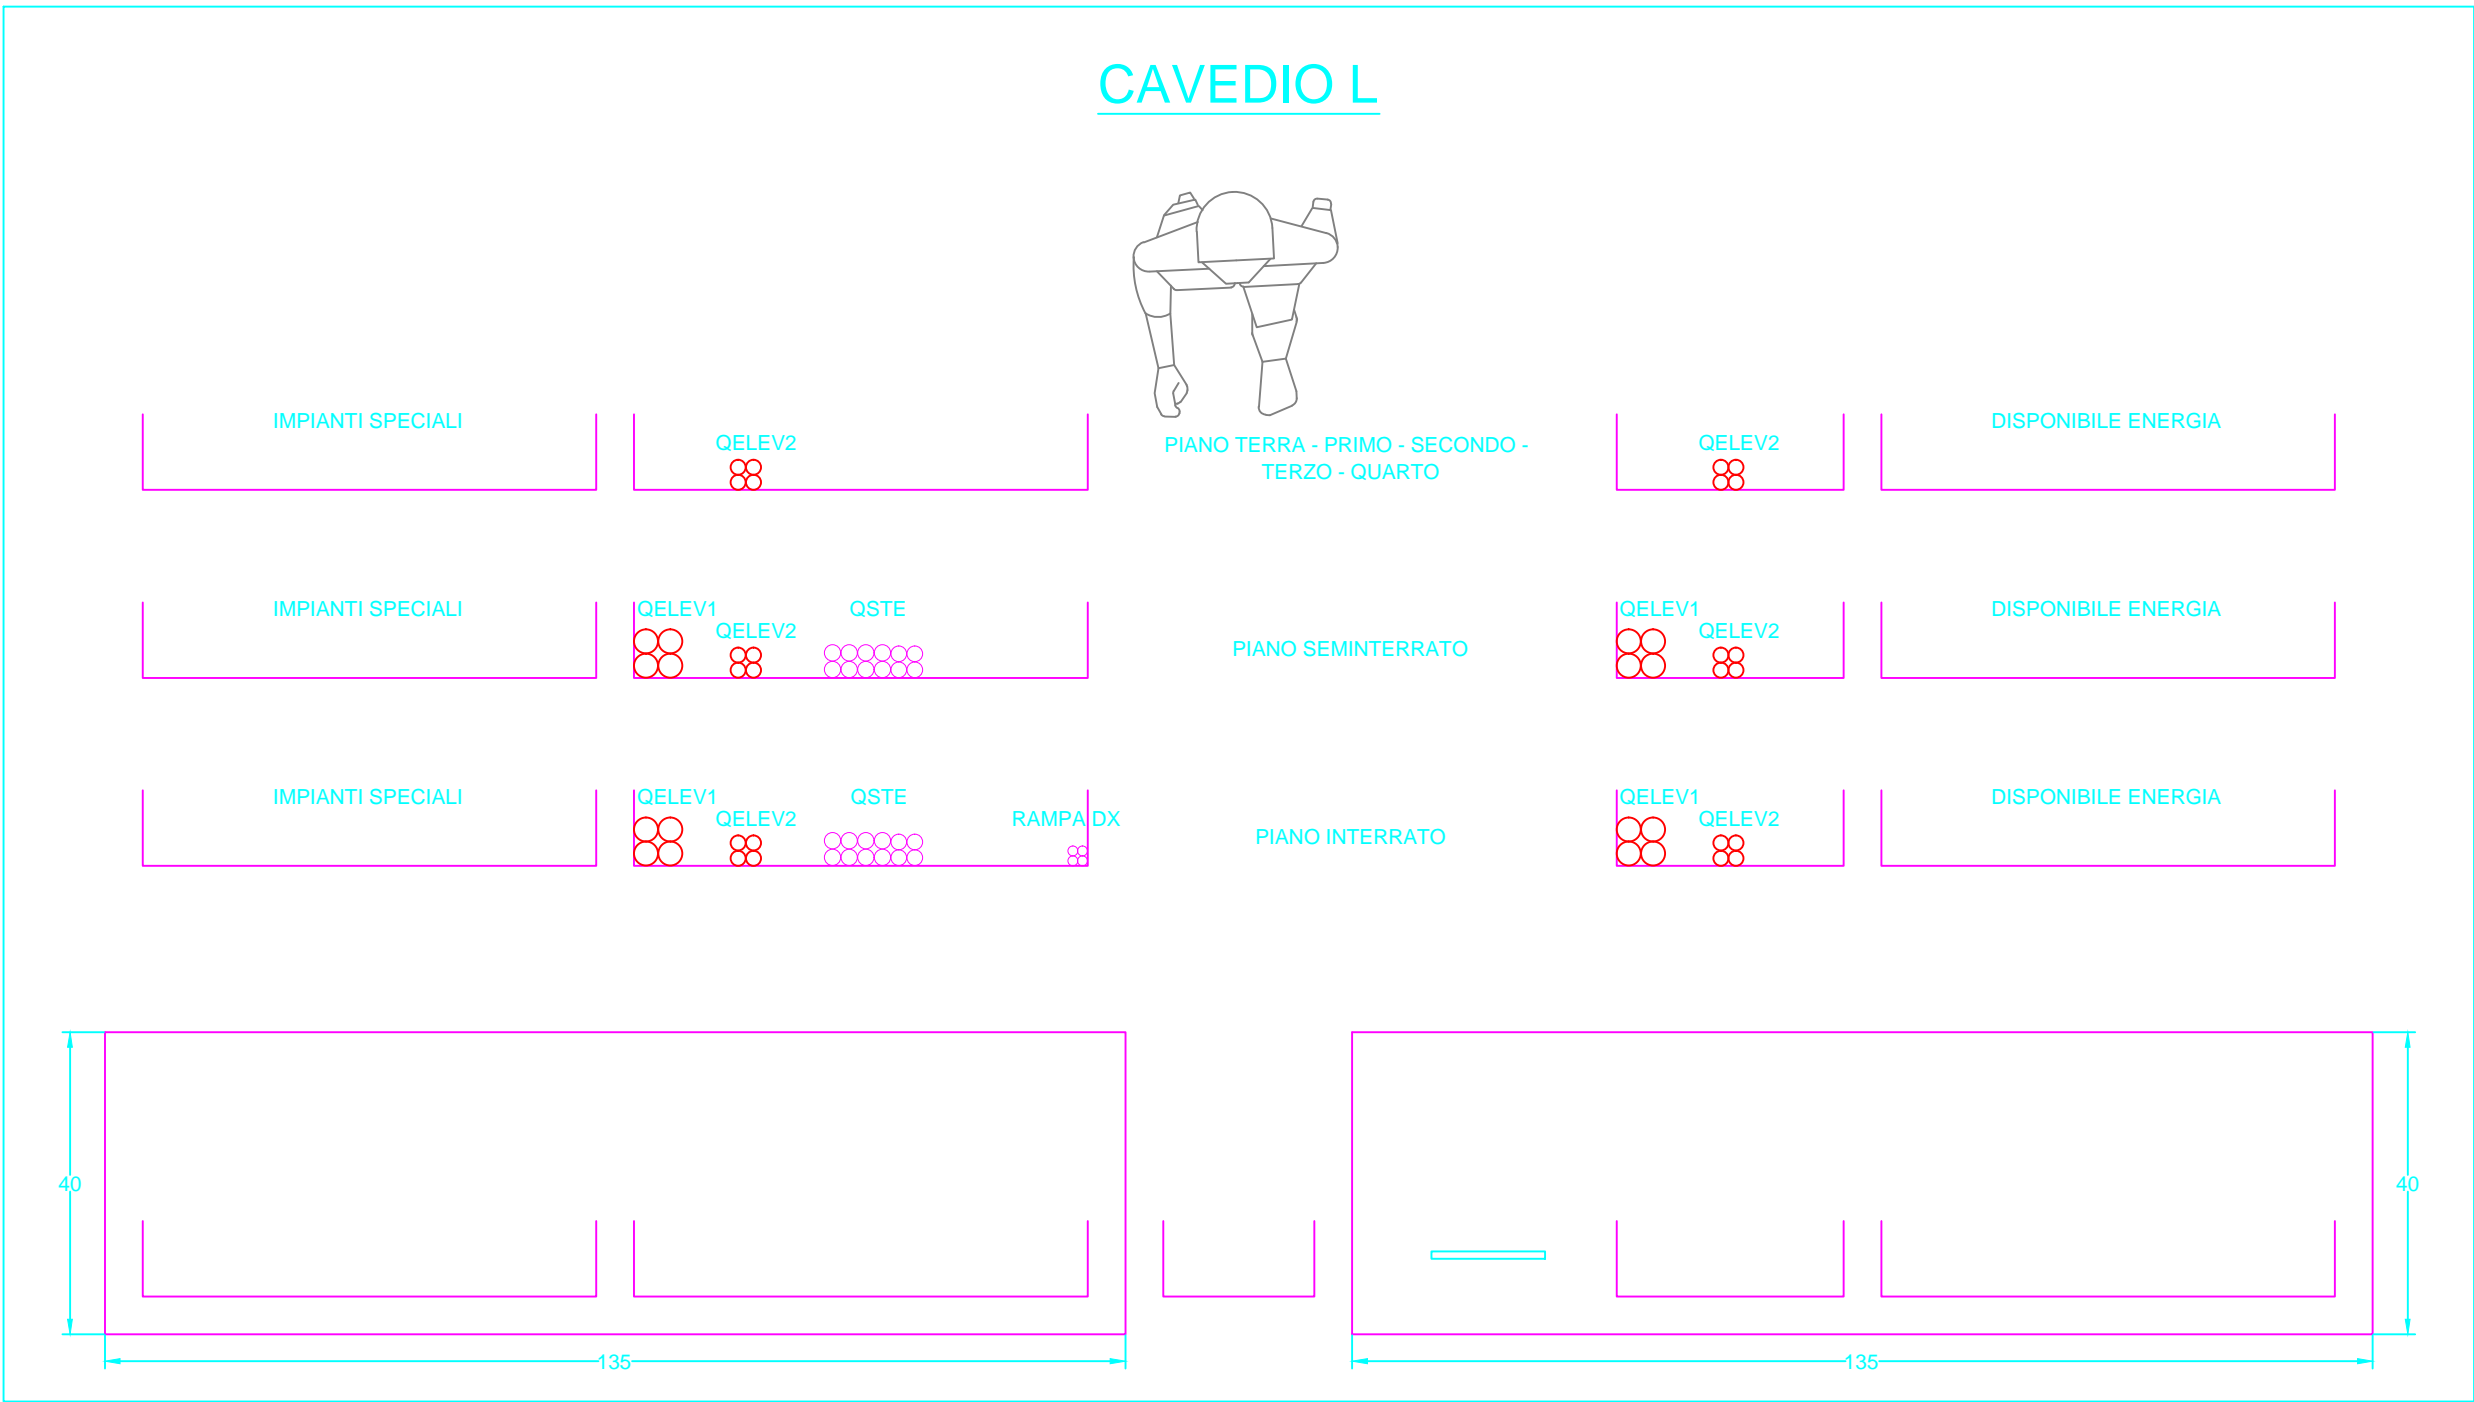 CAVEDIO L
IMPIANTI SPECIALI
QELEV2
PIANO TERRA - PRIMO - SECONDO -
TERZO - QUARTO
QELEV2
DISPONIBILE ENERGIA
IMPIANTI SPECIALI
QELEV1
QELEV2
QSTE
PIANO SEMINTERRATO
QELEV1
QELEV2
DISPONIBILE ENERGIA
IMPIANTI SPECIALI
QELEV1
QELEV2
QSTE
RAMPA DX
PIANO INTERRATO
QELEV1
QELEV2
DISPONIBILE ENERGIA
40
40
135
135